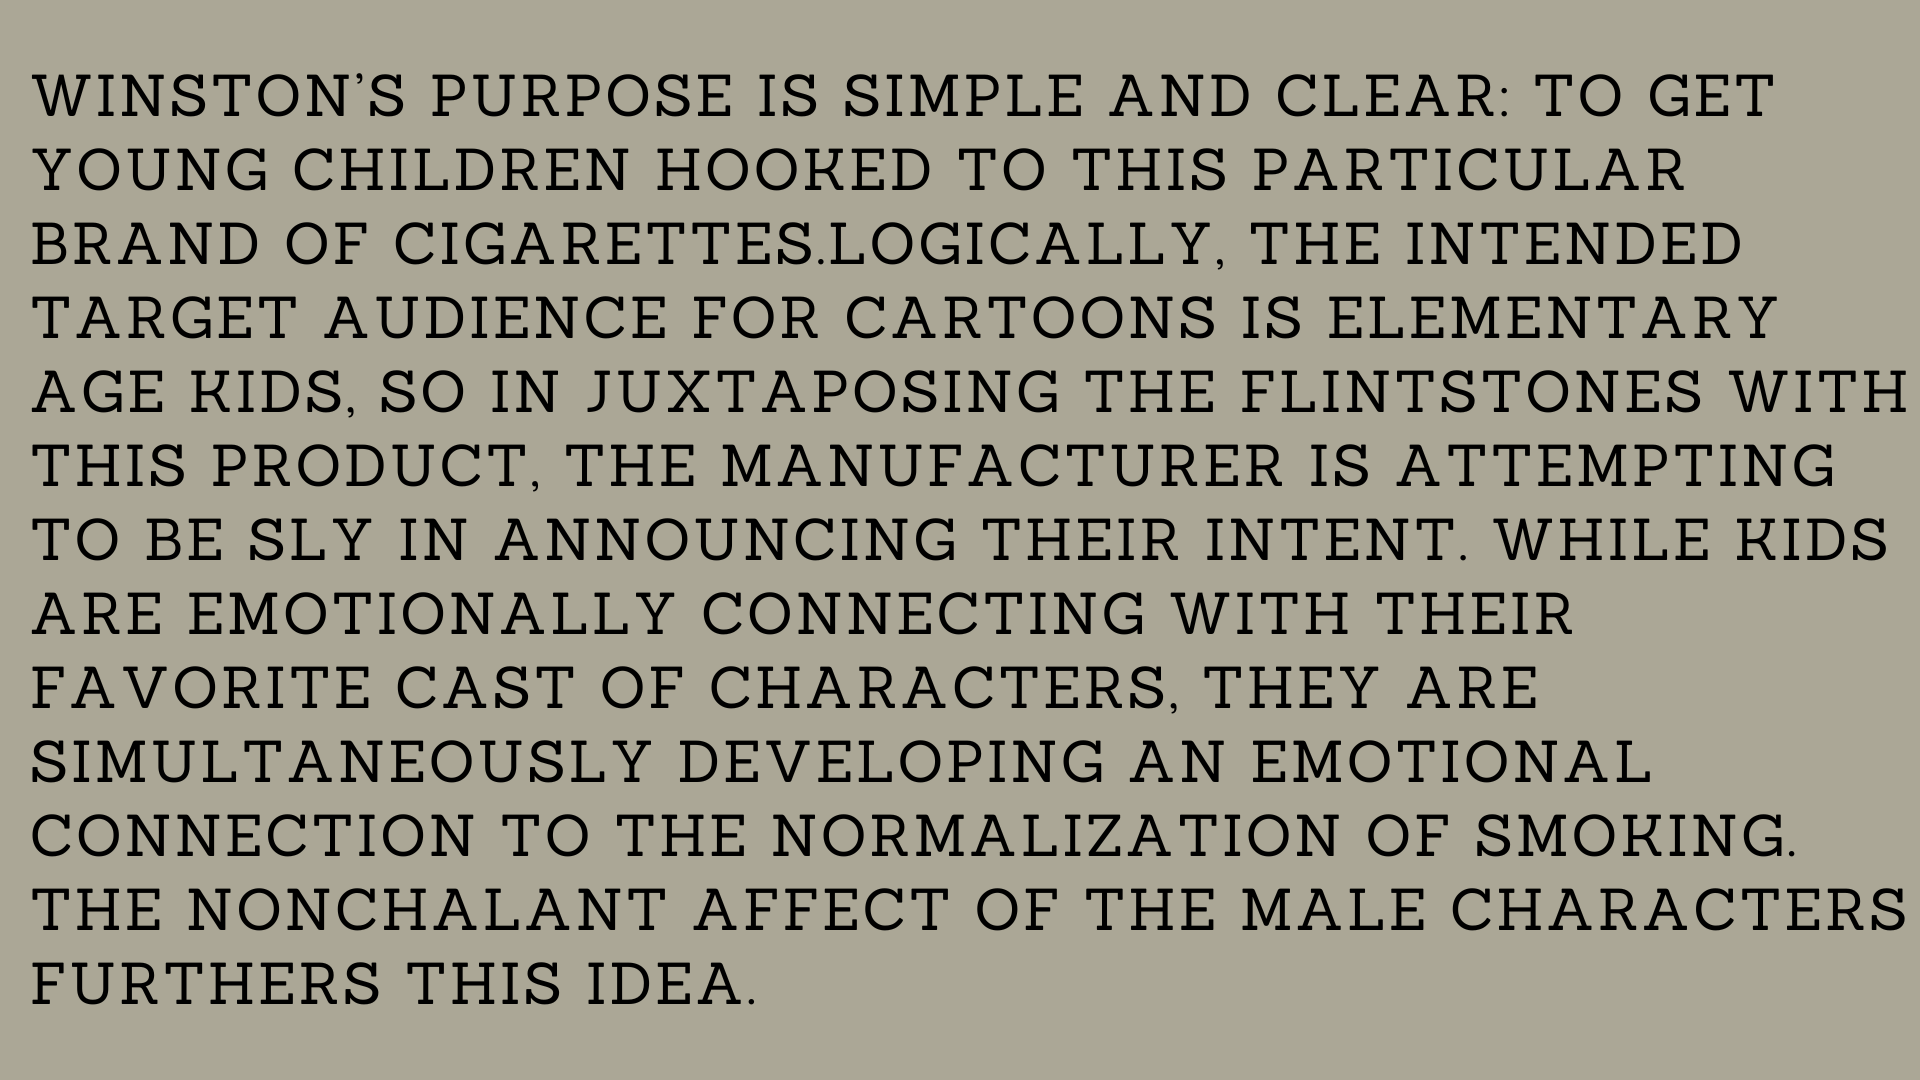 WINSTON’S PURPOSE IS SIMPLE AND CLEAR: TO GET
YOUNG CHILDREN HOOKED TO THIS PARTICULAR
BRAND OF CIGARETTES.LOGICALLY, THE INTENDED
TARGET AUDIENCE FOR CARTOONS IS ELEMENTARY
AGE KIDS, SO IN JUXTAPOSING THE FLINTSTONES WITH
THIS PRODUCT, THE MANUFACTURER IS ATTEMPTING
TO BE SLY IN ANNOUNCING THEIR INTENT. WHILE KIDS
ARE EMOTIONALLY CONNECTING WITH THEIR
FAVORITE CAST OF CHARACTERS, THEY ARE
SIMULTANEOUSLY DEVELOPING AN EMOTIONAL
CONNECTION TO THE NORMALIZATION OF SMOKING.
THE NONCHALANT AFFECT OF THE MALE CHARACTERS
FURTHERS THIS IDEA.